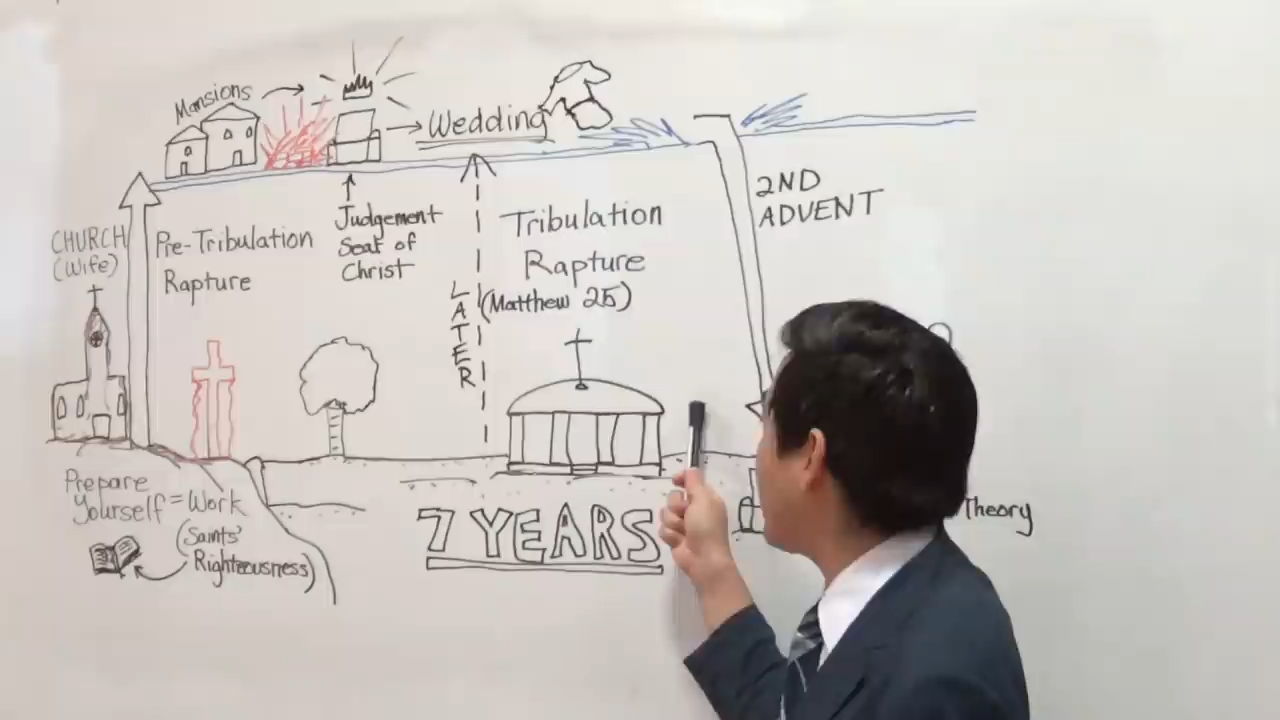 Mansions
Wedding
2ND
ADVENT
CHURCH
(Wife)
Pre-Tribulation
Rapture
Judgement
Seat of
Christ
LATER
Tribulation
Rapture
(Matthew 25)
Prepare
Yourself = Work
(Saints'
Righteousness)
7 YEARS
Theory